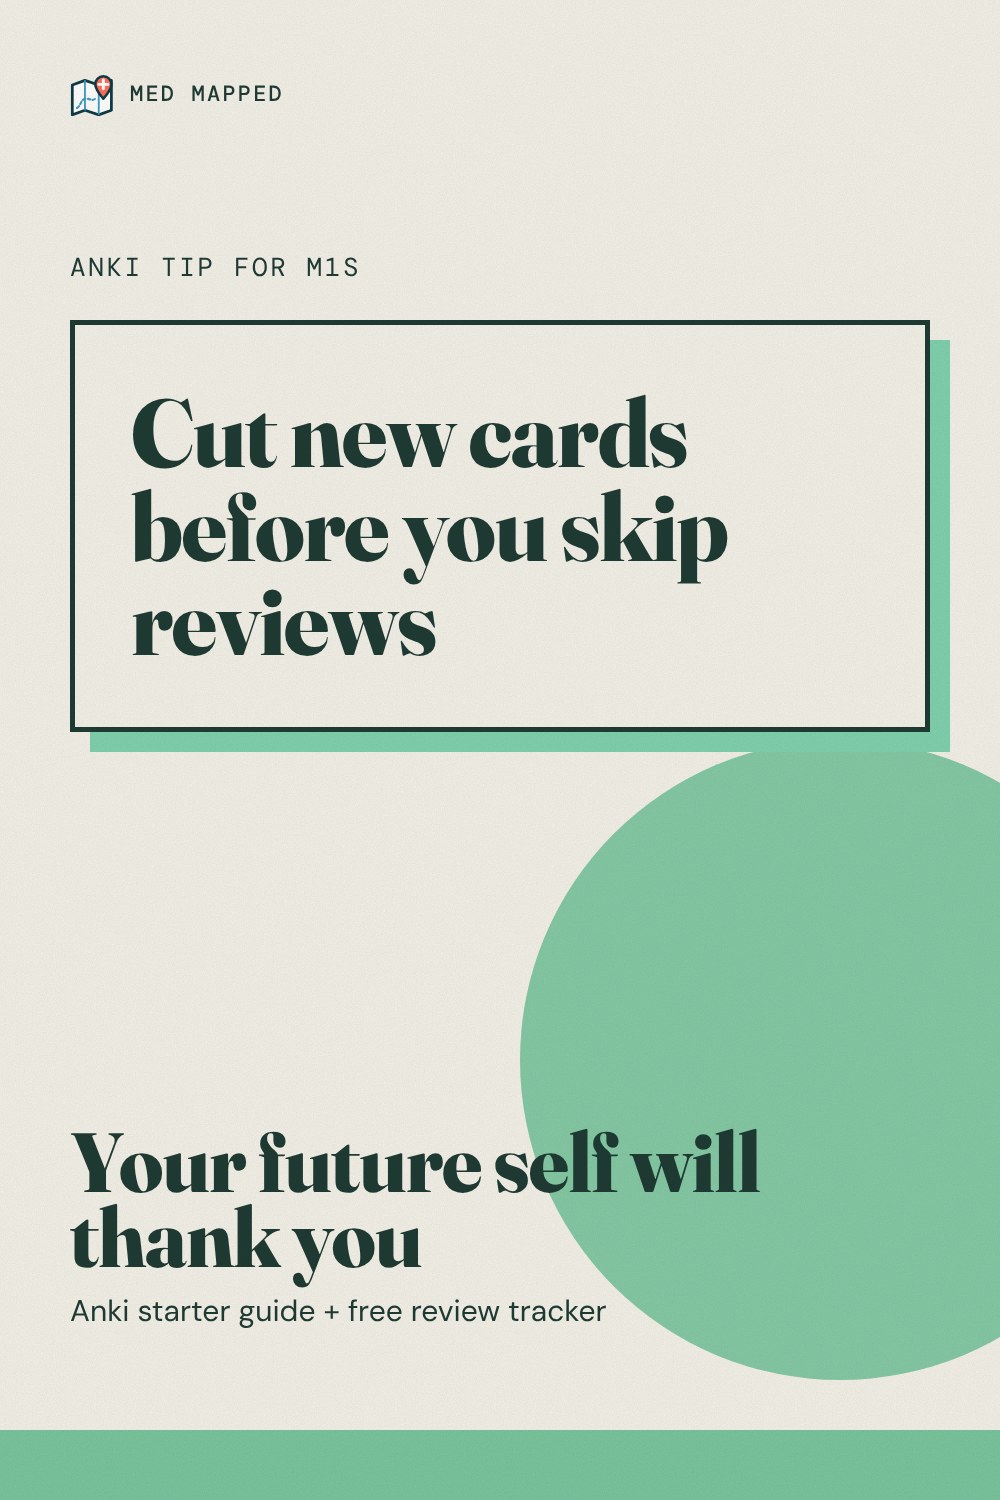 MED MAPPED
ANKI TIP FOR M1S
Cut new cards
before you skip
reviews
Your future self will
thank you
Anki starter guide + free review tracker